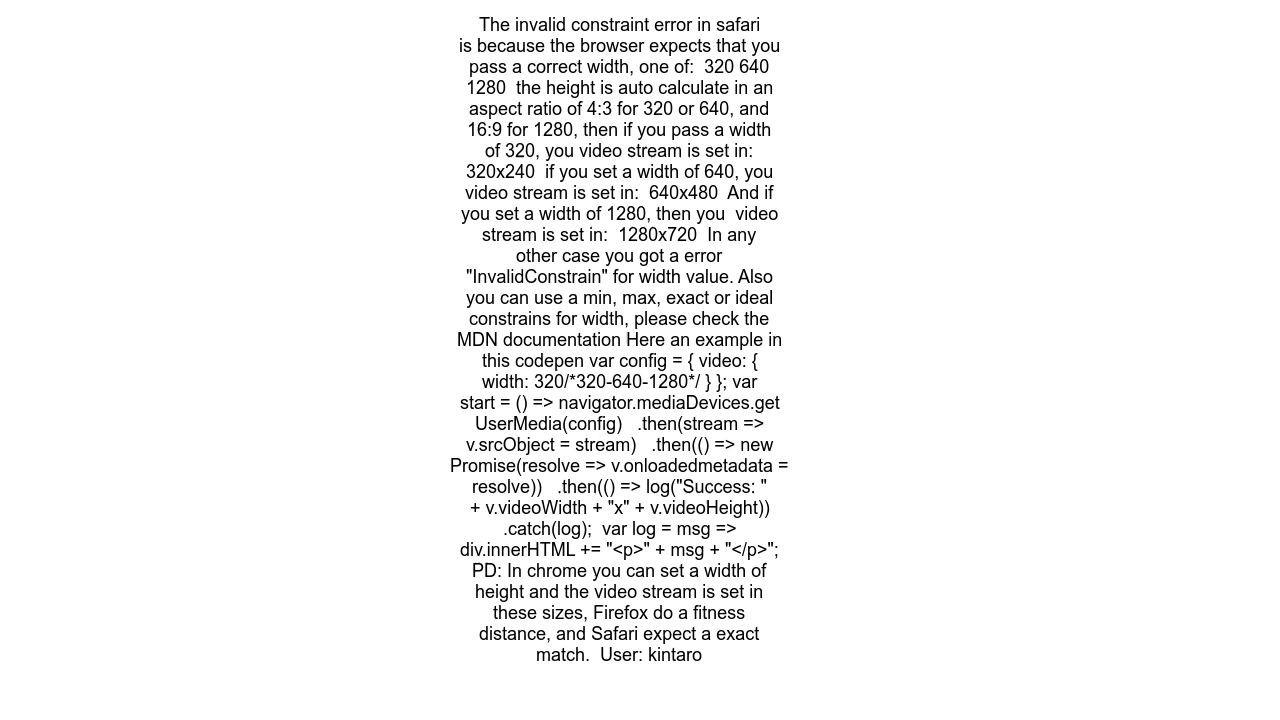 The invalid constraint error in safari
is because the browser expects that you
pass a correct width, one of:  320 640
1280  the height is auto calculate in an
aspect ratio of 4:3 for 320 or 640, and
16:9 for 1280, then if you pass a width
of 320, you video stream is set in:
320x240  if you set a width of 640, you
video stream is set in:  640x480  And if
you set a width of 1280, then you  video
stream is set in:  1280x720  In any
other case you got a error
"InvalidConstrain" for width value. Also
you can use a min, max, exact or ideal
constrains for width, please check the
MDN documentation Here an example in
this codepen var config = { video: {
width: 320/*320-640-1280*/ } }; var
start = () => navigator.mediaDevices.get
UserMedia(config)   .then(stream =>
v.srcObject = stream)   .then(() => new
Promise(resolve => v.onloadedmetadata =
resolve))   .then(() => log("Success: "
+ v.videoWidth + "x" + v.videoHeight))
.catch(log);  var log = msg =>
div.innerHTML += "<p>" + msg + "</p>";
PD: In chrome you can set a width of
height and the video stream is set in
these sizes, Firefox do a fitness
distance, and Safari expect a exact
match.  User: kintaro